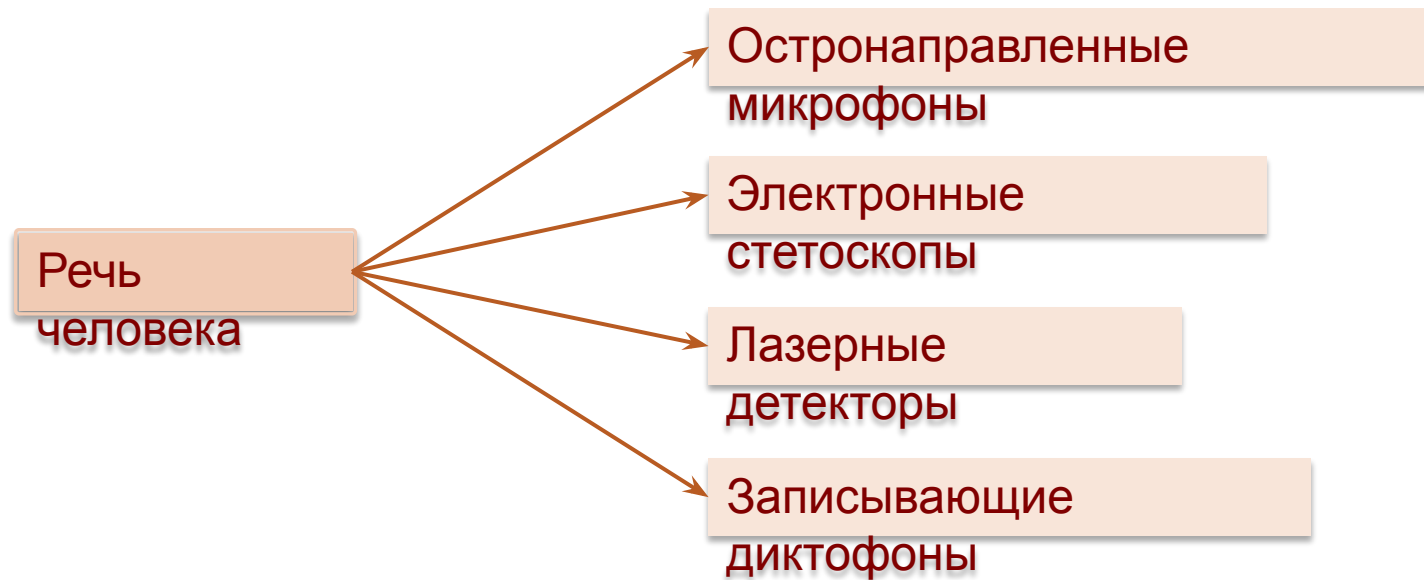 Остронаправленные
микрофоны
Электронные
стетоскопы
Речь
человека
Лазерные
детекторы
Записывающие
диктофоны